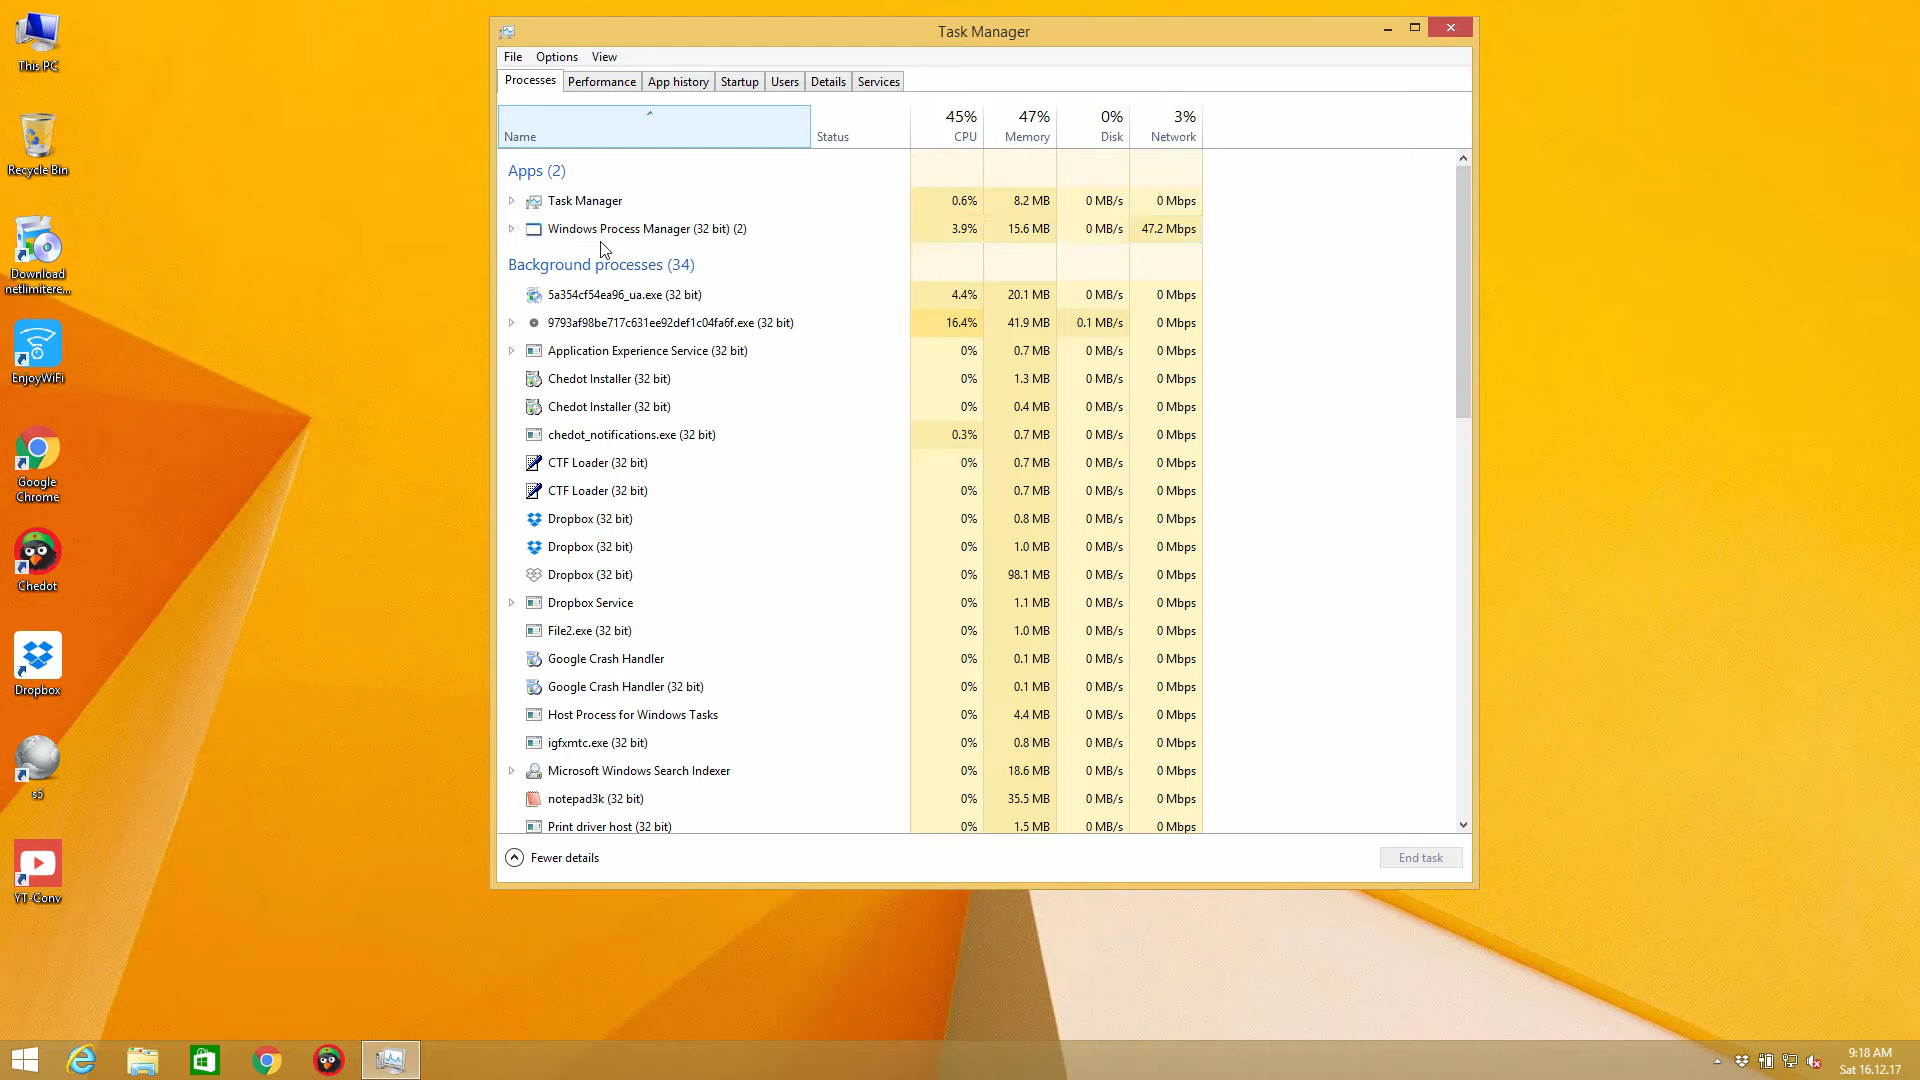 This PC
Recycle Bin
Download
netlimitere...
EnjoyWiFi
Google
Chrome
Chedot
Dropbox
s5
YT-Conv
Task Manager
File Options View
Processes Performance App history Startup Users Details Services
45% 47% 0% 3%
Name Status CPU Memory Disk Network
Apps (2)
Task Manager 0.6% 8.2 MB 0 MB/s 0 Mbps
Windows Process Manager (32 bit) (2) 3.9% 15.6 MB 0 MB/s 47.2 Mbps
Background processes (34)
5a354cf54ea96_ua.exe (32 bit) 4.4% 20.1 MB 0 MB/s 0 Mbps
9793af98be717c631ee92def1c04fa6f.exe (32 bit) 16.4% 41.9 MB 0.1 MB/s 0 Mbps
Application Experience Service (32 bit) 0% 0.7 MB 0 MB/s 0 Mbps
Chedot Installer (32 bit) 0% 1.3 MB 0 MB/s 0 Mbps
Chedot Installer (32 bit) 0% 0.4 MB 0 MB/s 0 Mbps
chedot_notifications.exe (32 bit) 0.3% 0.7 MB 0 MB/s 0 Mbps
CTF Loader (32 bit) 0% 0.7 MB 0 MB/s 0 Mbps
CTF Loader (32 bit) 0% 0.7 MB 0 MB/s 0 Mbps
Dropbox (32 bit) 0% 0.8 MB 0 MB/s 0 Mbps
Dropbox (32 bit) 0% 1.0 MB 0 MB/s 0 Mbps
Dropbox (32 bit) 0% 98.1 MB 0 MB/s 0 Mbps
Dropbox Service 0% 1.1 MB 0 MB/s 0 Mbps
File2.exe (32 bit) 0% 1.0 MB 0 MB/s 0 Mbps
Google Crash Handler 0% 0.1 MB 0 MB/s 0 Mbps
Google Crash Handler (32 bit) 0% 0.1 MB 0 MB/s 0 Mbps
Host Process for Windows Tasks 0% 4.4 MB 0 MB/s 0 Mbps
igfxmtc.exe (32 bit) 0% 0.8 MB 0 MB/s 0 Mbps
Microsoft Windows Search Indexer 0% 18.6 MB 0 MB/s 0 Mbps
notepad3k (32 bit) 0% 35.5 MB 0 MB/s 0 Mbps
Print driver host (32 bit) 0% 1.5 MB 0 MB/s 0 Mbps
Fewer details End task
9:18 AM
Sat 16.12.17